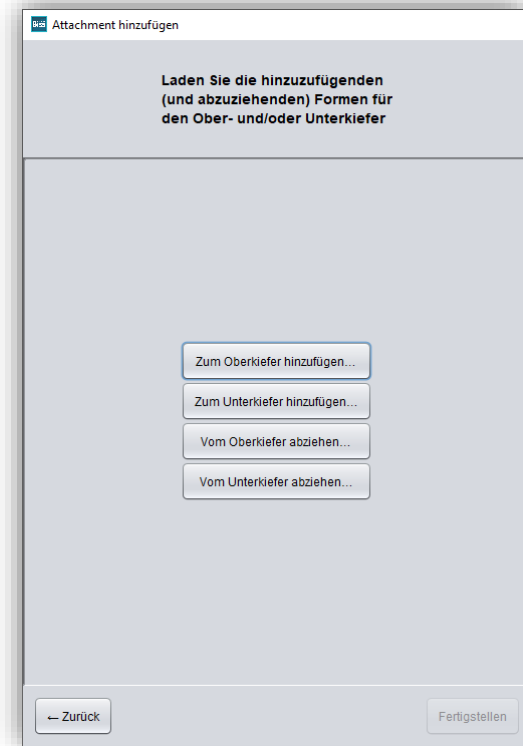 Attachment hinzufügen
Laden Sie die hinzuzufügenden
(und abzuziehenden) Formen für
den Ober- und/oder Unterkiefer
Zum Oberkiefer hinzufügen...
Zum Unterkiefer hinzufügen...
Vom Oberkiefer abziehen...
Vom Unterkiefer abziehen...
← Zurück
Fertigstellen